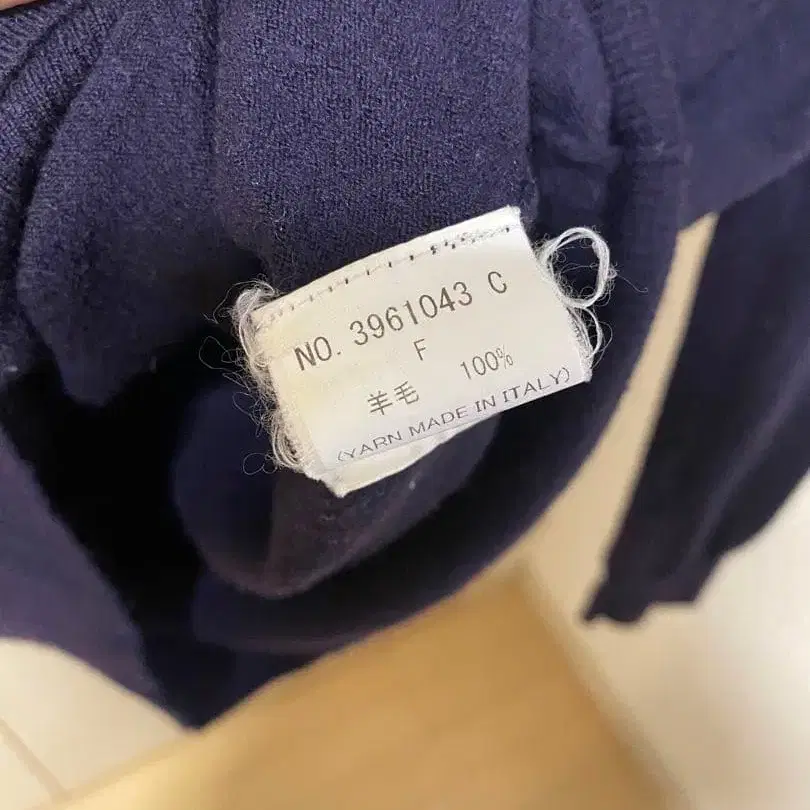 NO. 3961043 C
F
羊毛 100%
(YARN MADE IN ITALY)